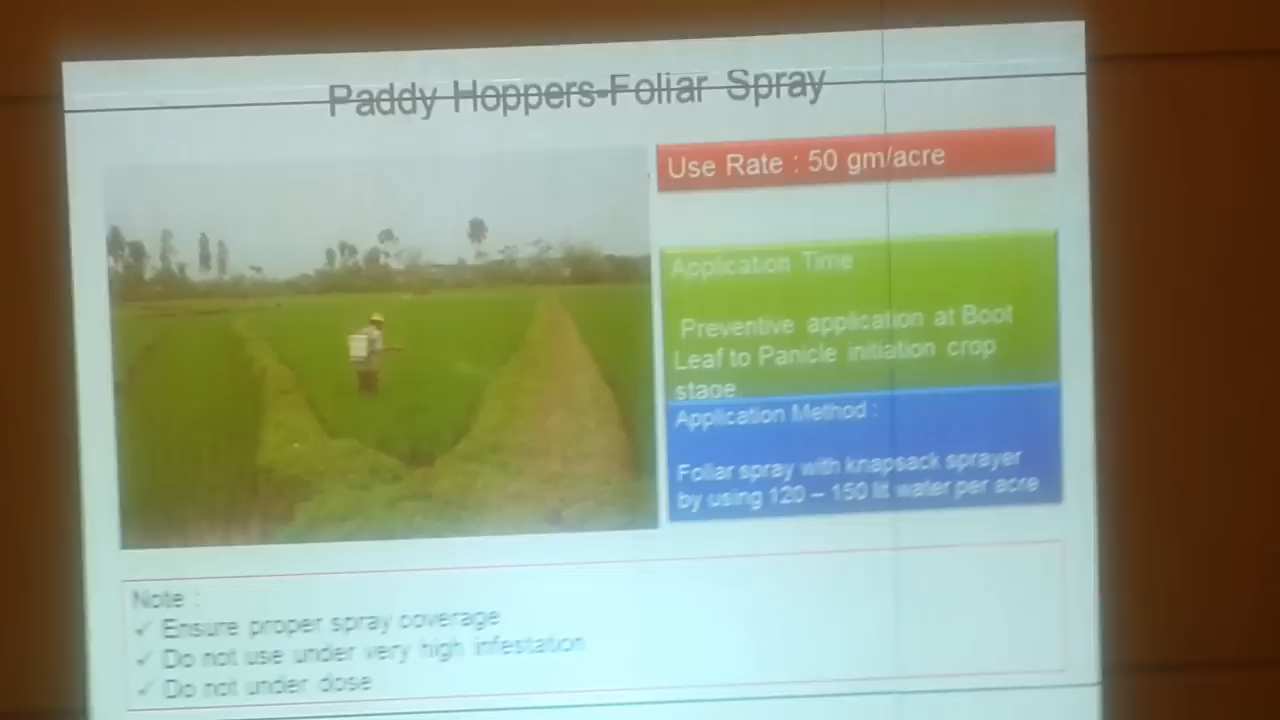 Paddy Hoppers-Foliar Spray
Use Rate : 50 gm/acre
Application Time
Preventive application at Boot
Leaf to Panicle initiation crop
stage.
Application Method :
Foliar spray with knapsack sprayer
by using 120 – 150 lit water per acre
Note :
✓ Ensure proper spray coverage
✓ Do not use under very high infestation
✓ Do not under dose